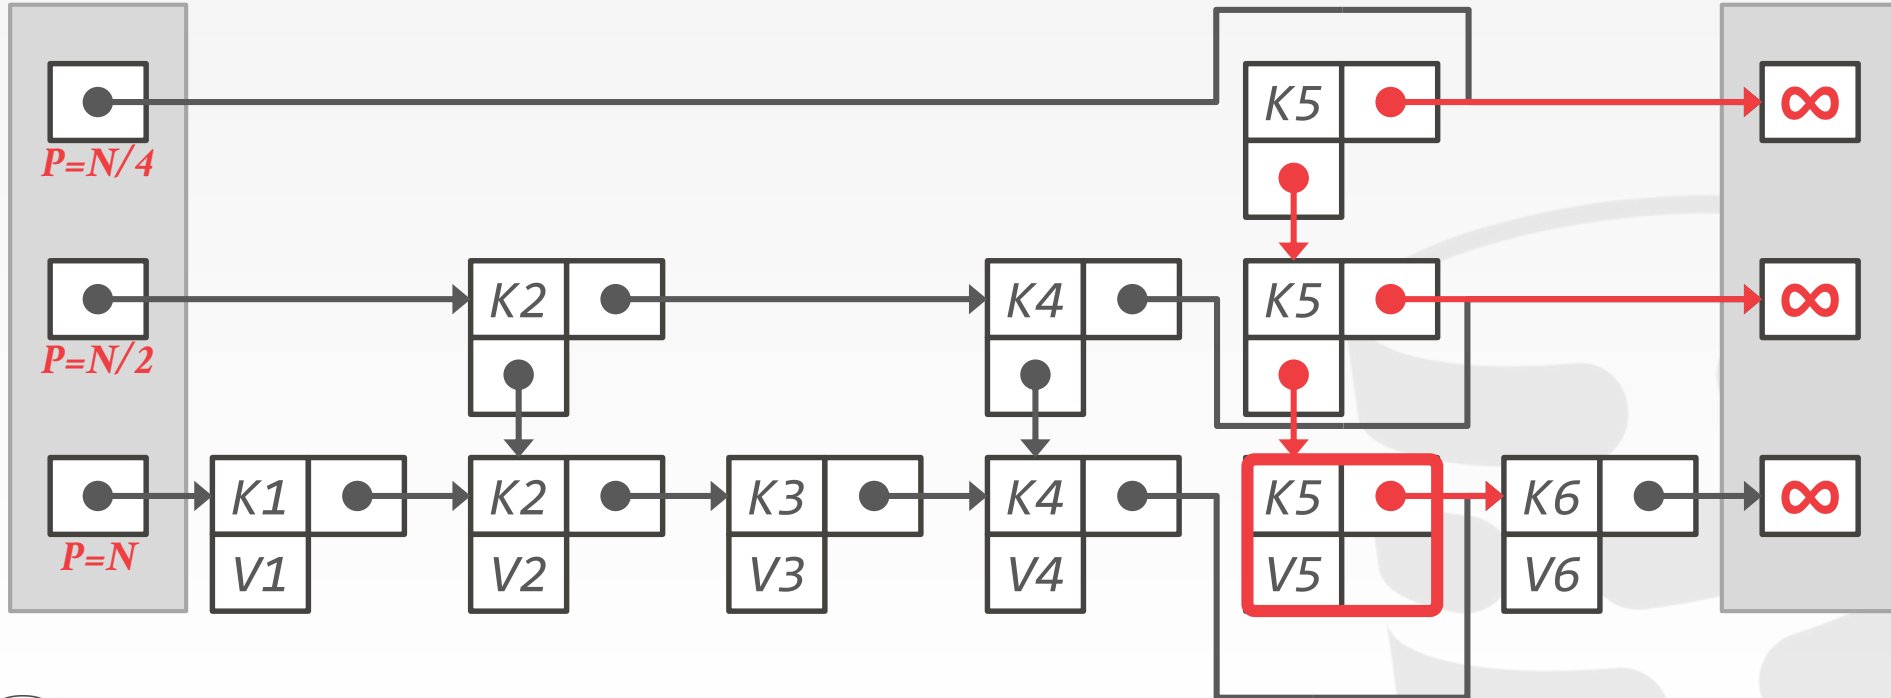 K5 ∞
P=N/4
K2 K4 K5 ∞
P=N/2
K1 K2 K3 K4 K5 K6 ∞
P=N
V1 V2 V3 V4 V5 V6